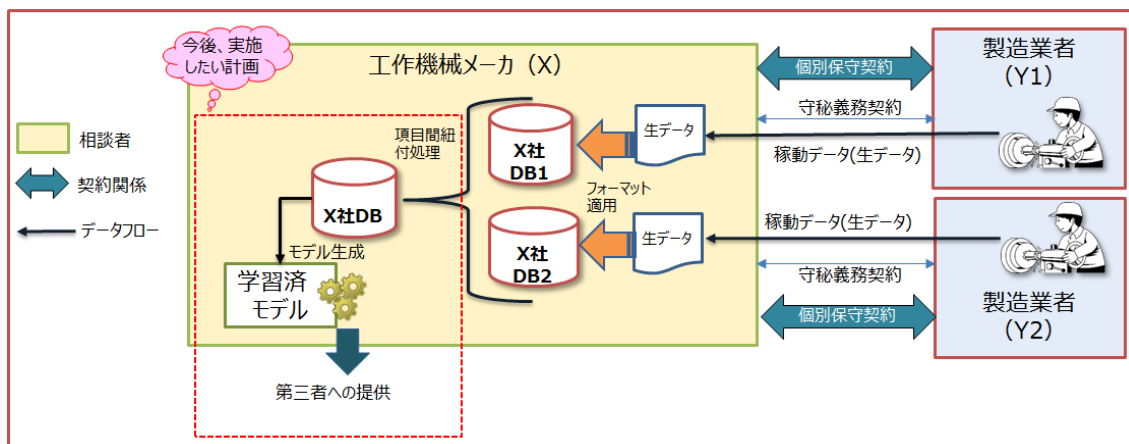 今後、実施
したい計画
工作機械メーカ（X）
個別保守契約
製造業者
（Y1）
守秘義務契約
稼動データ(生データ)
相談者
契約関係
データフロー
項目間紐
付処理
X社
DB1
生データ
フォーマット
適用
X社DB
モデル生成
学習済
モデル
第三者への提供
X社
DB2
生データ
稼動データ(生データ)
守秘義務契約
個別保守契約
製造業者
（Y2）